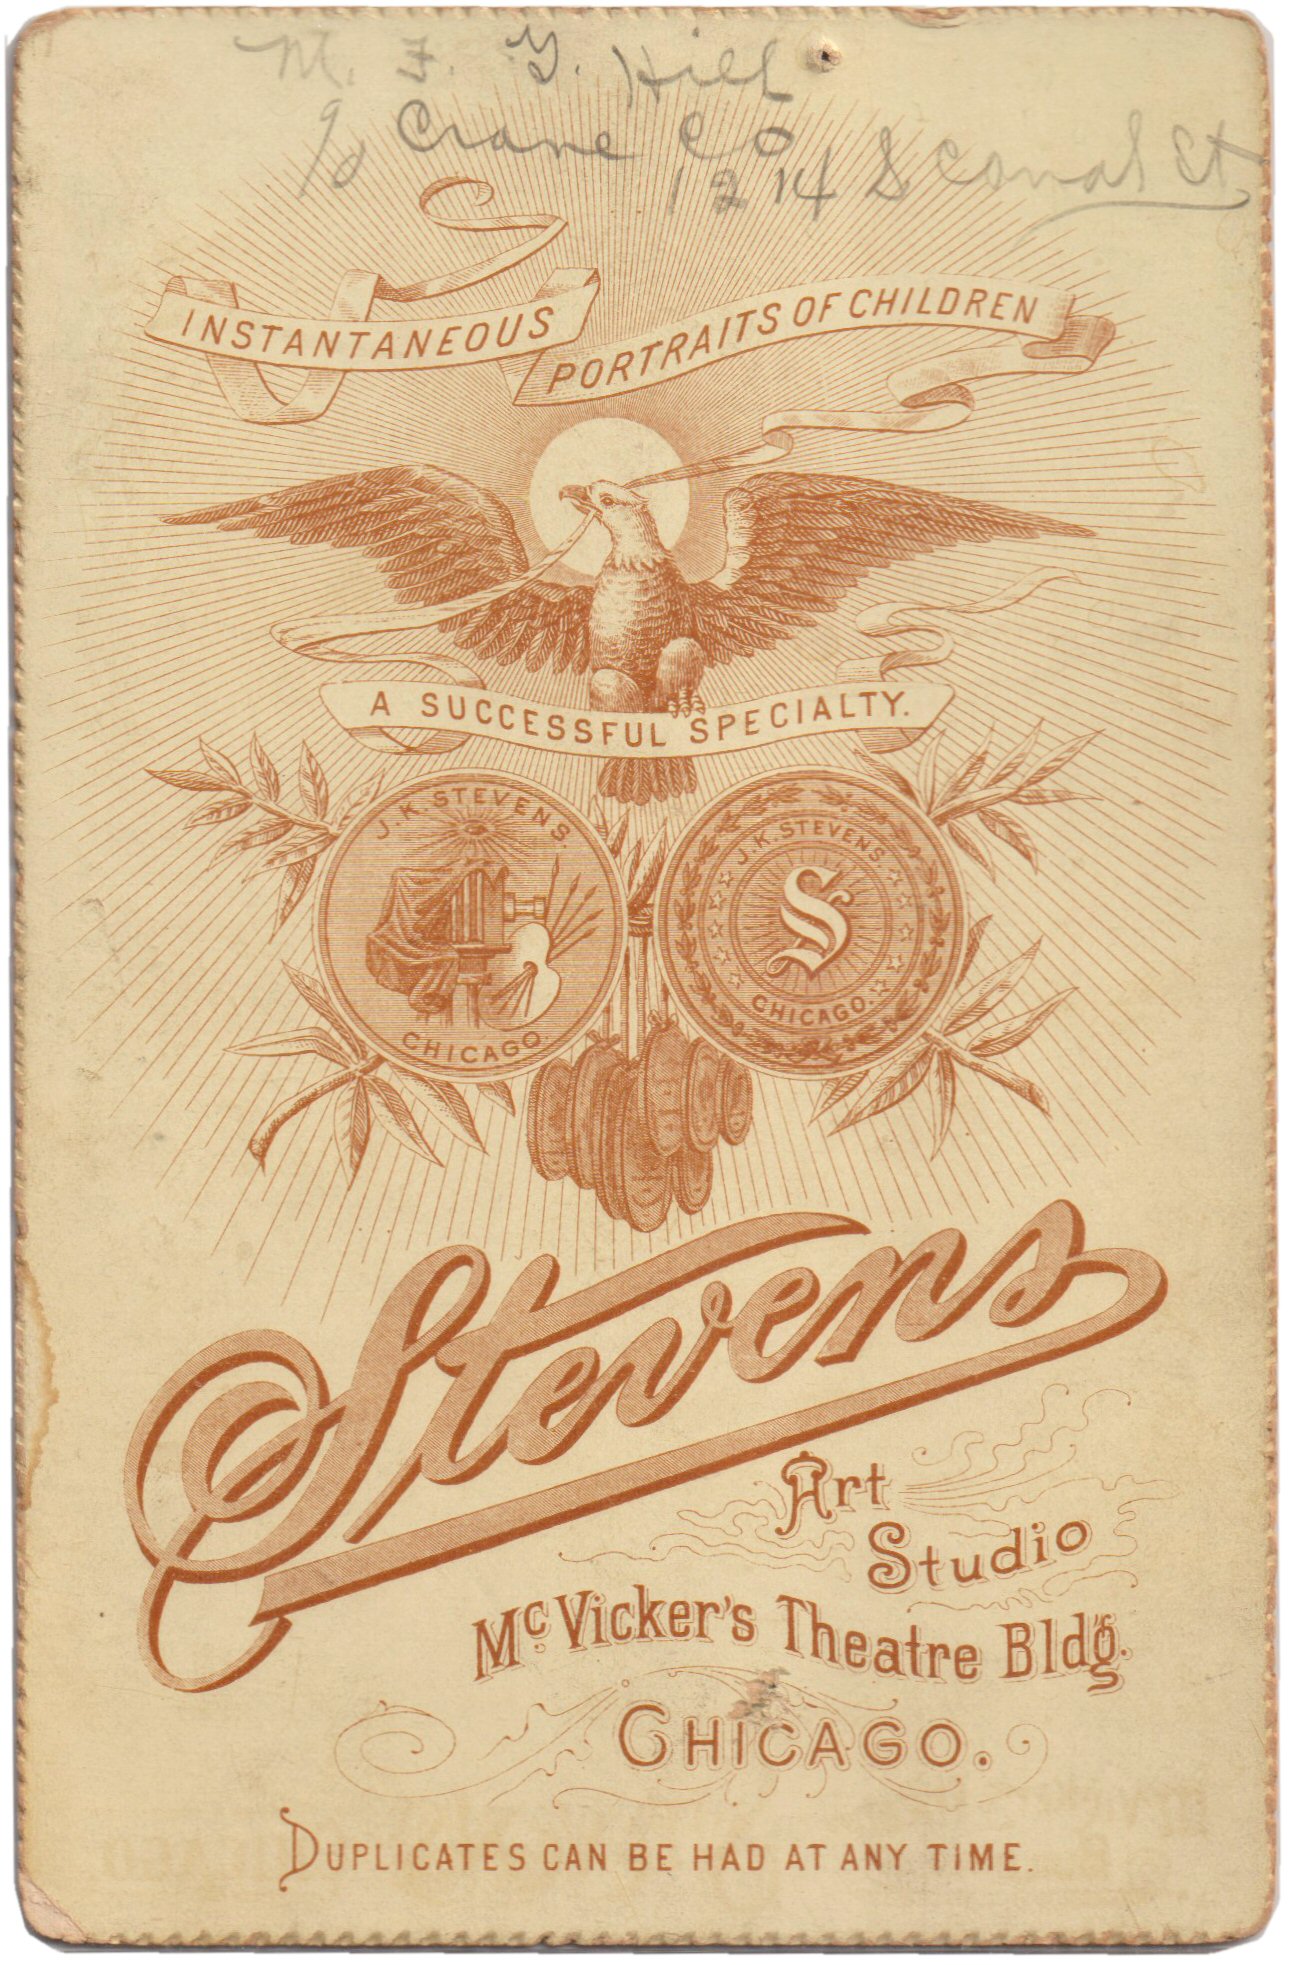 M. F. Y. Hill
c/o Crane Co
1214 S Canal St.
INSTANTANEOUS
PORTRAITS OF CHILDREN
A SUCCESSFUL SPECIALTY.
J. K. STEVENS.
CHICAGO
J. K. STEVENS
S
CHICAGO.
Stevens
Art
Studio
McVicker's Theatre Bldg.
CHICAGO.
DUPLICATES CAN BE HAD AT ANY TIME.